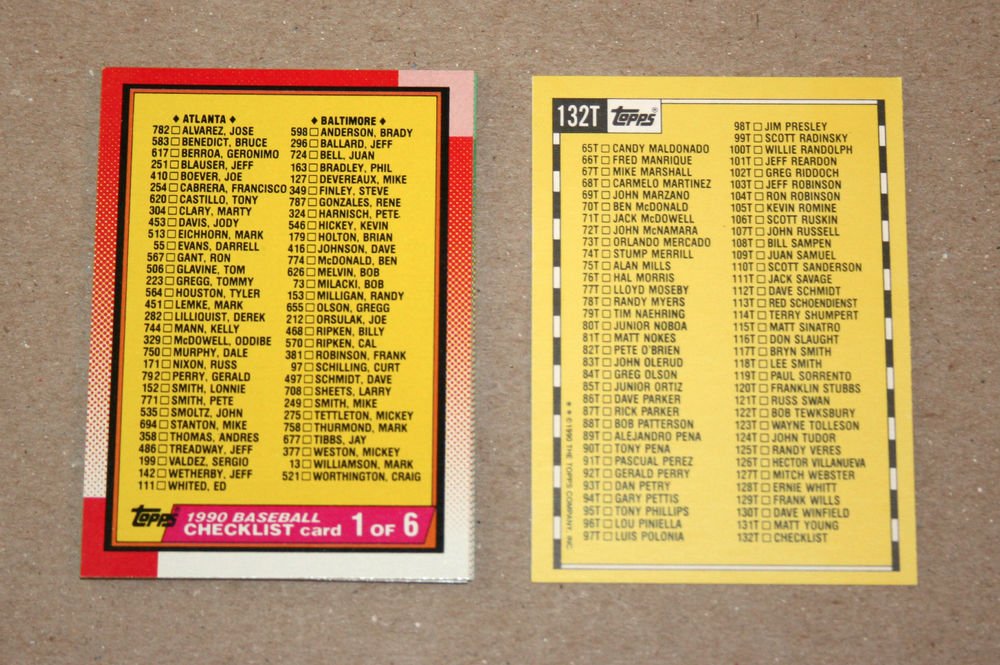 ◆ ATLANTA ◆
782 ALVAREZ, JOSE
583 BENEDICT, BRUCE
617 BERROA, GERONIMO
251 BLAUSER, JEFF
410 BOEVER, JOE
254 CABRERA, FRANCISCO
620 CASTILLO, TONY
304 CLARY, MARTY
453 DAVIS, JODY
513 EICHHORN, MARK
55 EVANS, DARRELL
567 GANT, RON
506 GLAVINE, TOM
223 GREGG, TOMMY
564 HOUSTON, TYLER
451 LEMKE, MARK
282 LILLIQUIST, DEREK
744 MANN, KELLY
329 McDOWELL, ODDIBE
750 MURPHY, DALE
171 NIXON, RUSS
792 PERRY, GERALD
152 SMITH, LONNIE
771 SMITH, PETE
535 SMOLTZ, JOHN
694 STANTON, MIKE
358 THOMAS, ANDRES
486 TREADWAY, JEFF
199 VALDEZ, SERGIO
142 WETHERBY, JEFF
111 WHITED, ED
◆ BALTIMORE ◆
598 ANDERSON, BRADY
296 BALLARD, JEFF
724 BELL, JUAN
163 BRADLEY, PHIL
127 DEVEREAUX, MIKE
349 FINLEY, STEVE
787 GONZALES, RENE
324 HARNISCH, PETE
546 HICKEY, KEVIN
179 HOLTON, BRIAN
416 JOHNSON, DAVE
774 McDONALD, BEN
626 MELVIN, BOB
73 MILACKI, BOB
153 MILLIGAN, RANDY
655 OLSON, GREGG
212 ORSULAK, JOE
468 RIPKEN, BILLY
570 RIPKEN, CAL
381 ROBINSON, FRANK
97 SCHILLING, CURT
497 SCHMIDT, DAVE
708 SHEETS, LARRY
249 SMITH, MIKE
275 TETTLETON, MICKEY
758 THURMOND, MARK
677 TIBBS, JAY
377 WESTON, MICKEY
13 WILLIAMSON, MARK
521 WORTHINGTON, CRAIG
Topps 1990 BASEBALL
CHECKLIST card 1 OF 6
132T Topps®
65T CANDY MALDONADO
66T FRED MANRIQUE
67T MIKE MARSHALL
68T CARMELO MARTINEZ
69T JOHN MARZANO
70T BEN McDONALD
71T JACK McDOWELL
72T JOHN McNAMARA
73T ORLANDO MERCADO
74T STUMP MERRILL
75T ALAN MILLS
76T HAL MORRIS
77T LLOYD MOSEBY
78T RANDY MYERS
79T TIM NAEHRING
80T JUNIOR NOBOA
81T MATT NOKES
82T PETE O'BRIEN
83T JOHN OLERUD
84T GREG OLSON
85T JUNIOR ORTIZ
86T DAVE PARKER
87T RICK PARKER
88T BOB PATTERSON
89T ALEJANDRO PENA
90T TONY PENA
91T PASCUAL PEREZ
92T GERALD PERRY
93T DAN PETRY
94T GARY PETTIS
95T TONY PHILLIPS
96T LOU PINIELLA
97T LUIS POLONIA
98T JIM PRESLEY
99T SCOTT RADINSKY
100T WILLIE RANDOLPH
101T JEFF REARDON
102T GREG RIDDOCH
103T JEFF ROBINSON
104T RON ROBINSON
105T KEVIN ROMINE
106T SCOTT RUSKIN
107T JOHN RUSSELL
108T BILL SAMPEN
109T JUAN SAMUEL
110T SCOTT SANDERSON
111T JACK SAVAGE
112T DAVE SCHMIDT
113T RED SCHOENDIENST
114T TERRY SHUMPERT
115T MATT SINATRO
116T DON SLAUGHT
117T BRYN SMITH
118T LEE SMITH
119T PAUL SORRENTO
120T FRANKLIN STUBBS
121T RUSS SWAN
122T BOB TEWKSBURY
123T WAYNE TOLLESON
124T JOHN TUDOR
125T RANDY VERES
126T HECTOR VILLANUEVA
127T MITCH WEBSTER
128T ERNIE WHITT
129T FRANK WILLS
130T DAVE WINFIELD
131T MATT YOUNG
132T CHECKLIST
★★ © 1990 THE TOPPS COMPANY, INC.